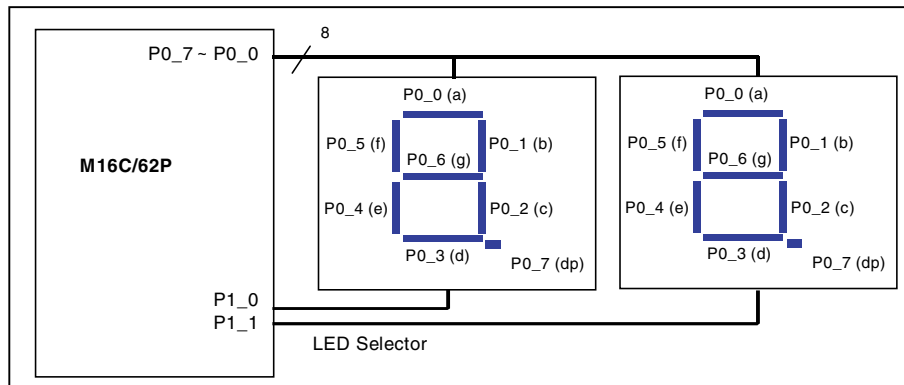 8
P0_7 ~ P0_0
P0_0 (a)
P0_5 (f)
P0_1 (b)
P0_6 (g)
P0_4 (e)
P0_2 (c)
P0_3 (d)
P0_7 (dp)
P0_0 (a)
P0_5 (f)
P0_1 (b)
P0_6 (g)
P0_4 (e)
P0_2 (c)
P0_3 (d)
P0_7 (dp)
M16C/62P
P1_0
P1_1
LED Selector